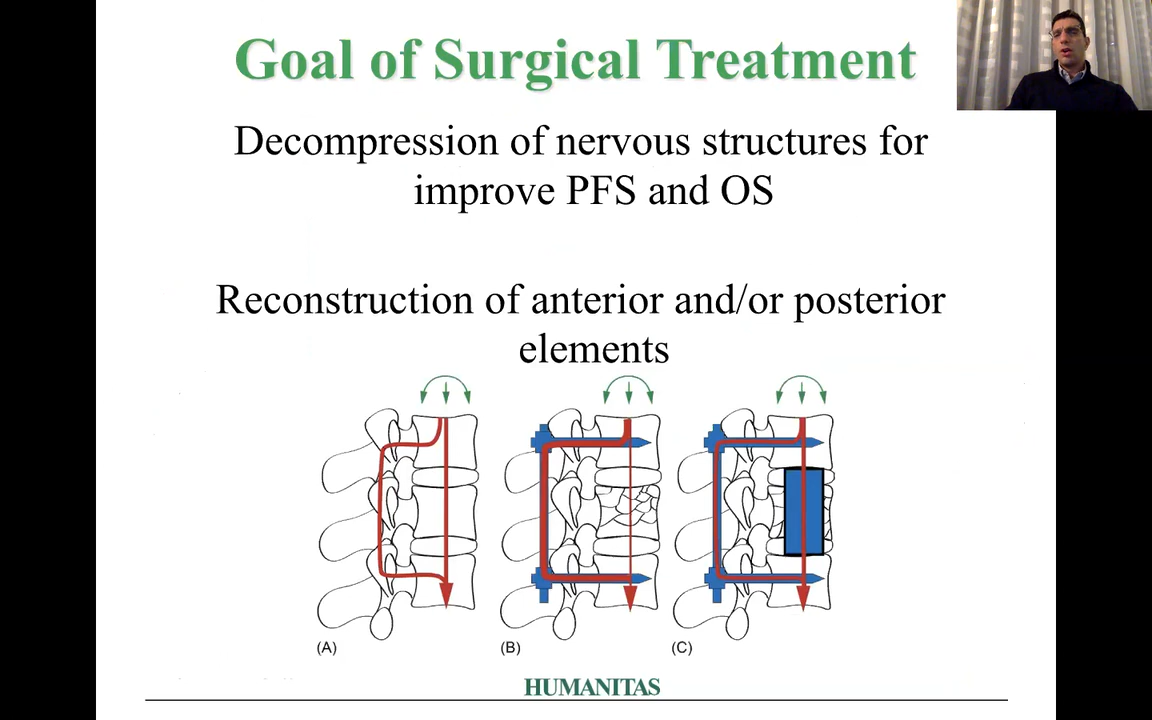 Goal of Surgical Treatment
Decompression of nervous structures for
improve PFS and OS
Reconstruction of anterior and/or posterior
elements
(A)
(B)
(C)
HUMANITAS